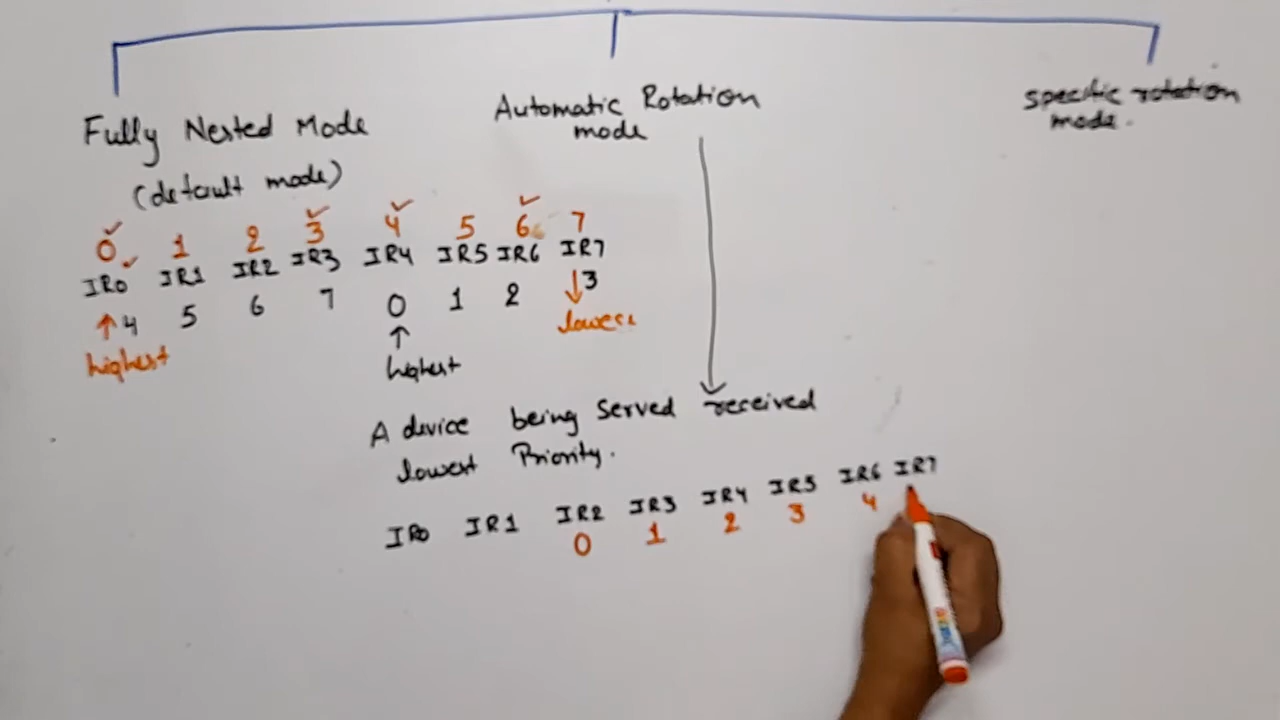 Fully Nested Mode
(default mode)
0 1 2 3 4 5 6 7
IR0 IR1 IR2 IR3 IR4 IR5 IR6 IR7
4 5 6 7 0 1 2 3
highest
highest
lowest
Automatic Rotation
mode
A device being Served received
lowest Priority.
IR0 IR1 IR2 IR3 IR4 IR5 IR6 IR7
0 1 2 3 4
specific rotation
mode.